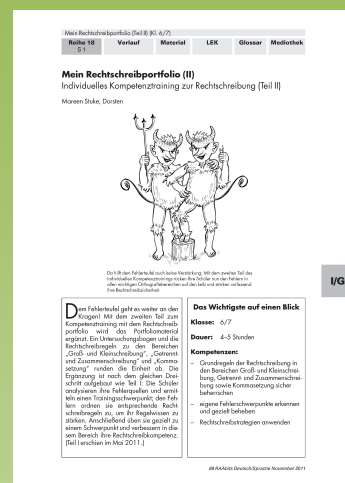 Mein Rechtschreibportfolio (Teil II) (Kl. 6/7)
Reihe 18 Verlauf Material LEK Glossar Mediothek
S 1
Mein Rechtschreibportfolio (II)
Individuelles Kompetenztraining zur Rechtschreibung (Teil II)
Mareen Stuke, Dorsten
Da hilft dem Fehlerteufel auch keine Verstärkung: Mit dem zweiten Teil des
individuellen Kompetenztrainings rücken Ihre Schüler nun den Fehlern in
allen wichtigen Orthografiebereichen auf den Leib und stärken umfassend
ihre Rechtschreibsicherheit.
I/G
Dem Fehlerteufel geht es weiter an den
Kragen! Mit dem zweiten Teil zum
Kompetenztraining mit dem Rechtschreib-
portfolio wird das Portfoliomaterial
ergänzt. Ein Untersuchungsbogen und die
Rechtschreibregeln zu den Bereichen
„Groß- und Kleinschreibung“, „Getrennt-
und Zusammenschreibung“ und „Komma-
setzung“ runden die Einheit ab. Die
Ergänzung ist nach dem gleichen Drei-
schritt aufgebaut wie Teil I: Die Schüler
analysieren ihre Fehlerquellen und ermit-
teln einen Trainingsschwerpunkt; den Feh-
lern ordnen sie entsprechende Recht-
schreibregeln zu, um ihr Regelwissen zu
stärken. Anschließend üben sie gezielt zu
einem Schwerpunkt und verbessern in die-
sem Bereich ihre Rechtschreibkompetenz.
(Teil I erschien im Mai 2011.)
Das Wichtigste auf einen Blick
Klasse: 6/7
Dauer: 4–5 Stunden
Kompetenzen:
– Grundregeln der Rechtschreibung in
den Bereichen Groß- und Kleinschrei-
bung, Getrennt- und Zusammenschrei-
bung sowie Kommasetzung sicher
beherrschen
– eigene Fehlerschwerpunkte erkennen
und gezielt beheben
– Rechtschreibstrategien anwenden
68 RAAbits Deutsch/Sprache November 2011